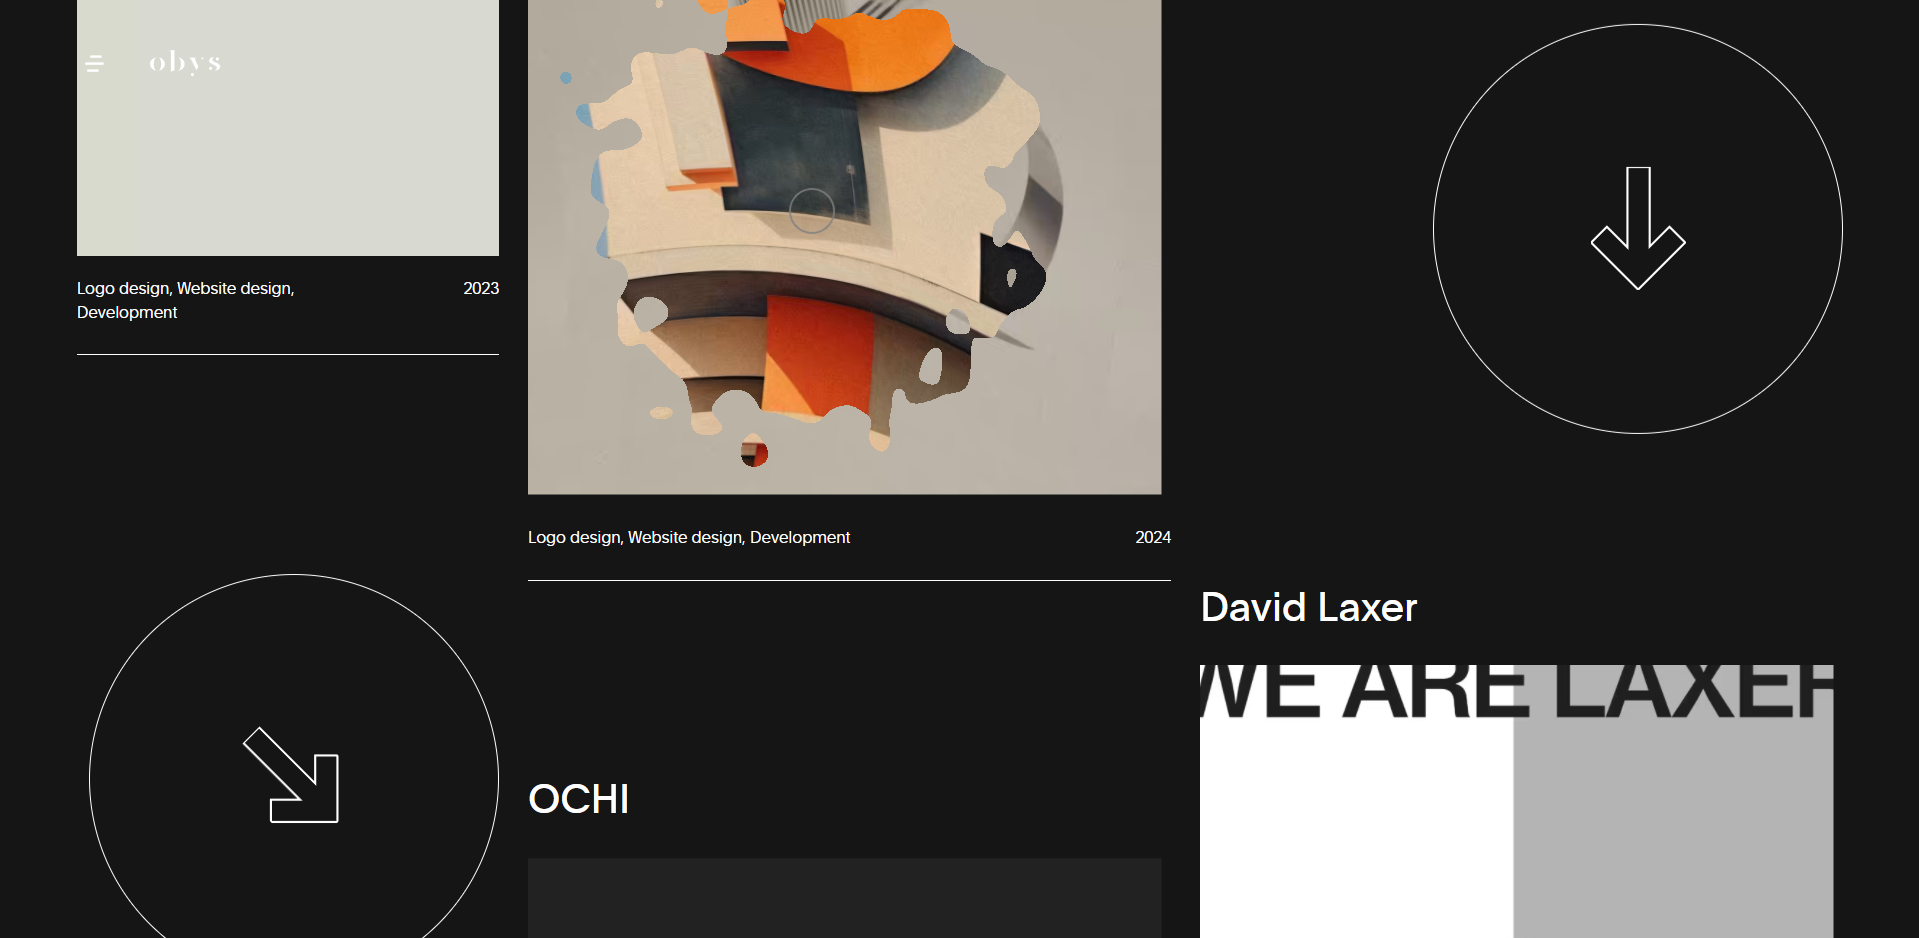 obys
Logo design, Website design,
Development
2023
Logo design, Website design, Development
2024
David Laxer
WE ARE LAXER
OCHI